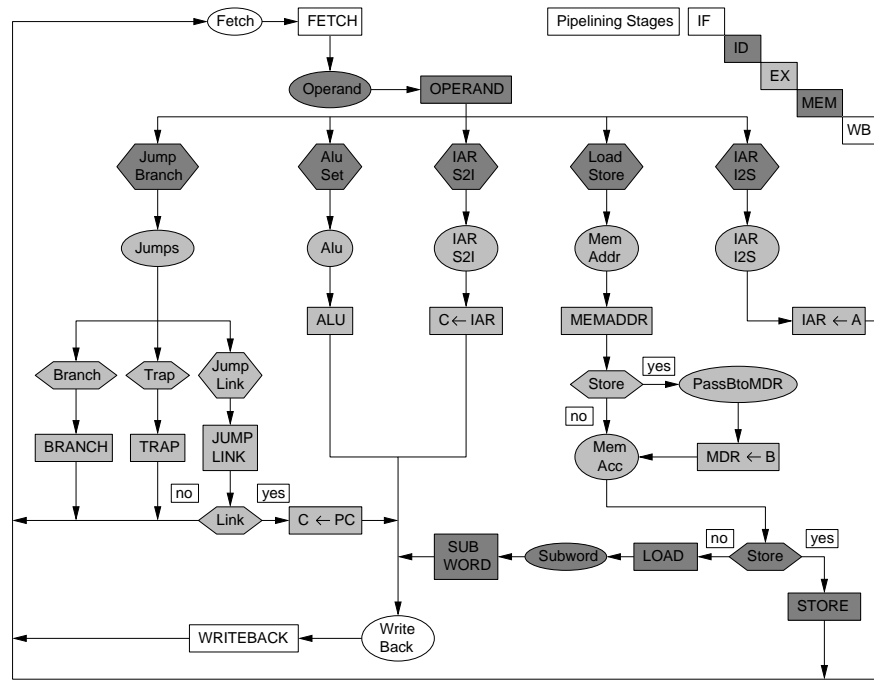 Fetch
FETCH
Pipelining Stages
IF
ID
EX
MEM
WB
Operand
OPERAND
Jump
Branch
Alu
Set
IAR
S2I
Load
Store
IAR
I2S
Jumps
Alu
IAR
S2I
Mem
Addr
IAR
I2S
ALU
C ← IAR
MEMADDR
IAR ← A
Branch
Trap
Jump
Link
Store
yes
PassBtoMDR
no
BRANCH
TRAP
JUMP
LINK
Mem
Acc
MDR ← B
no
yes
Link
C ← PC
SUB
WORD
Subword
LOAD
no
Store
yes
STORE
WRITEBACK
Write
Back